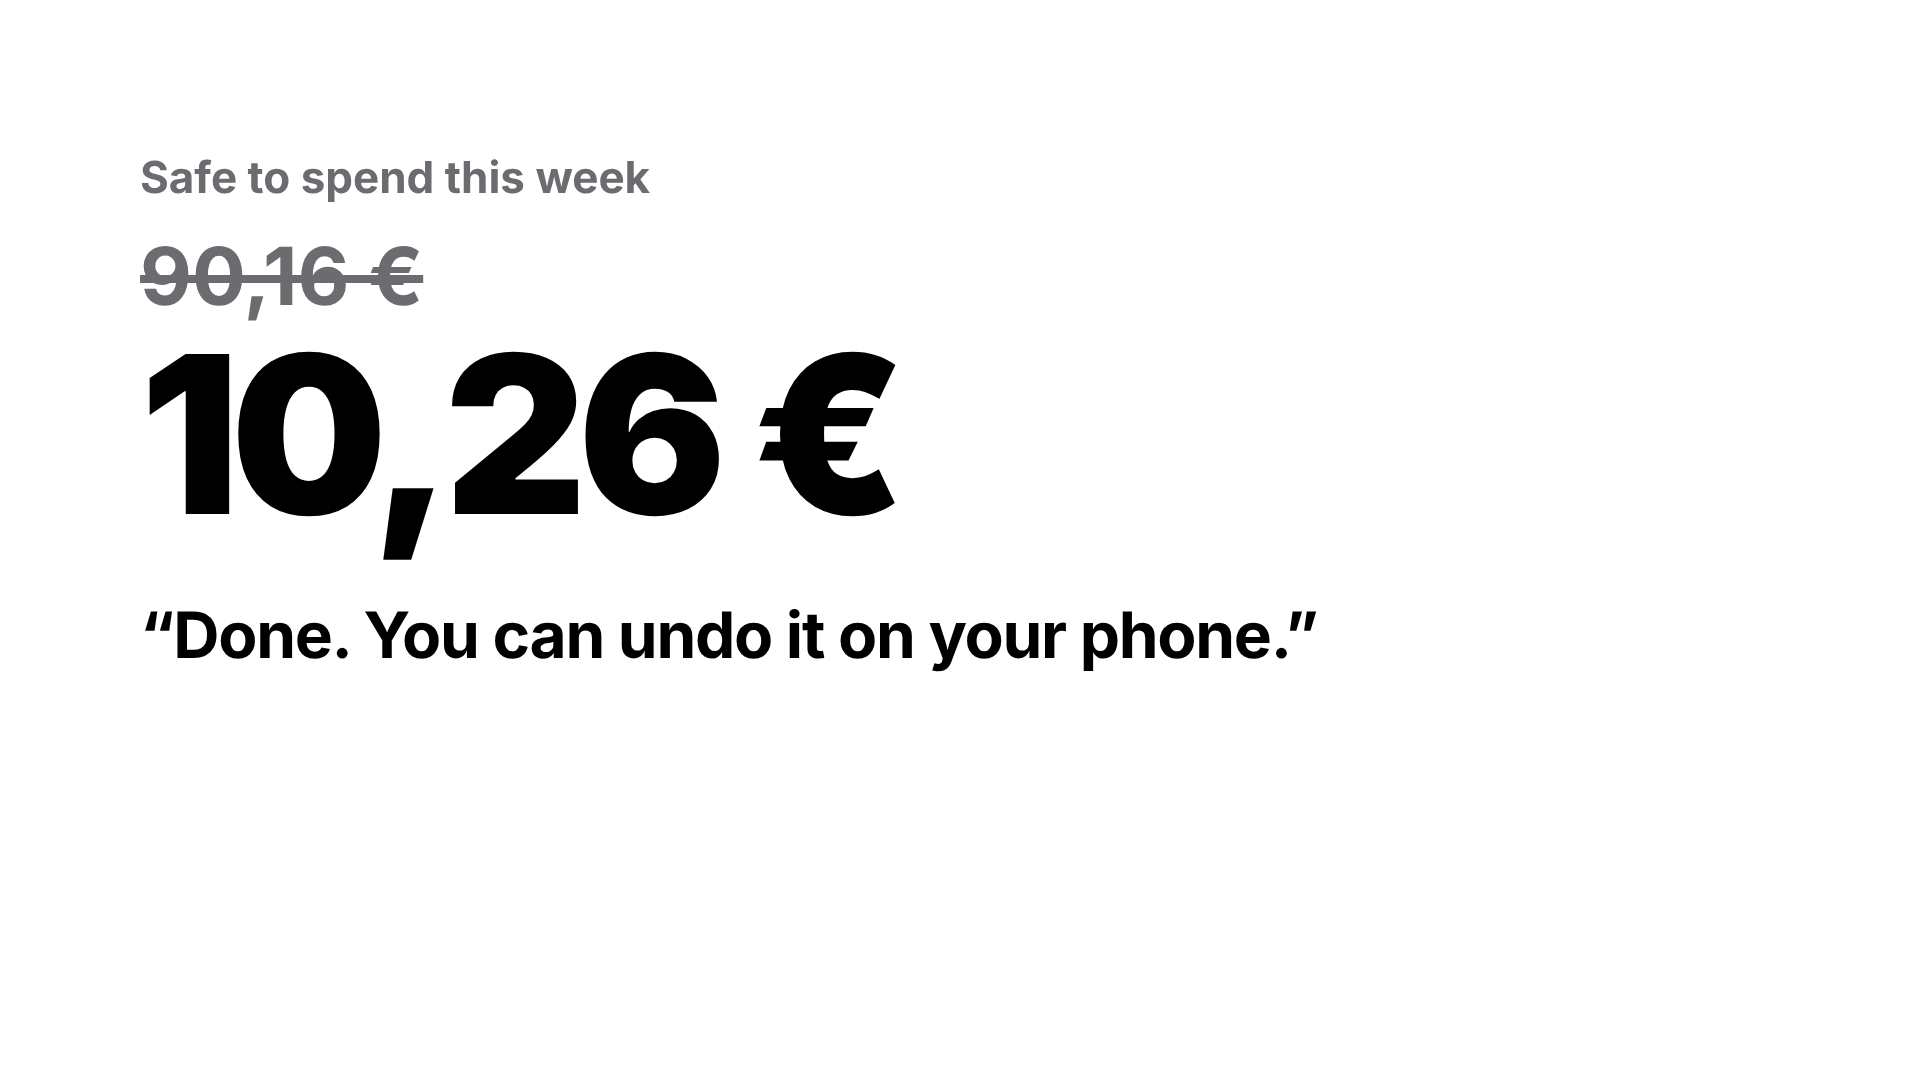 Safe to spend this week
90,16 €
10,26 €
“Done. You can undo it on your phone.”